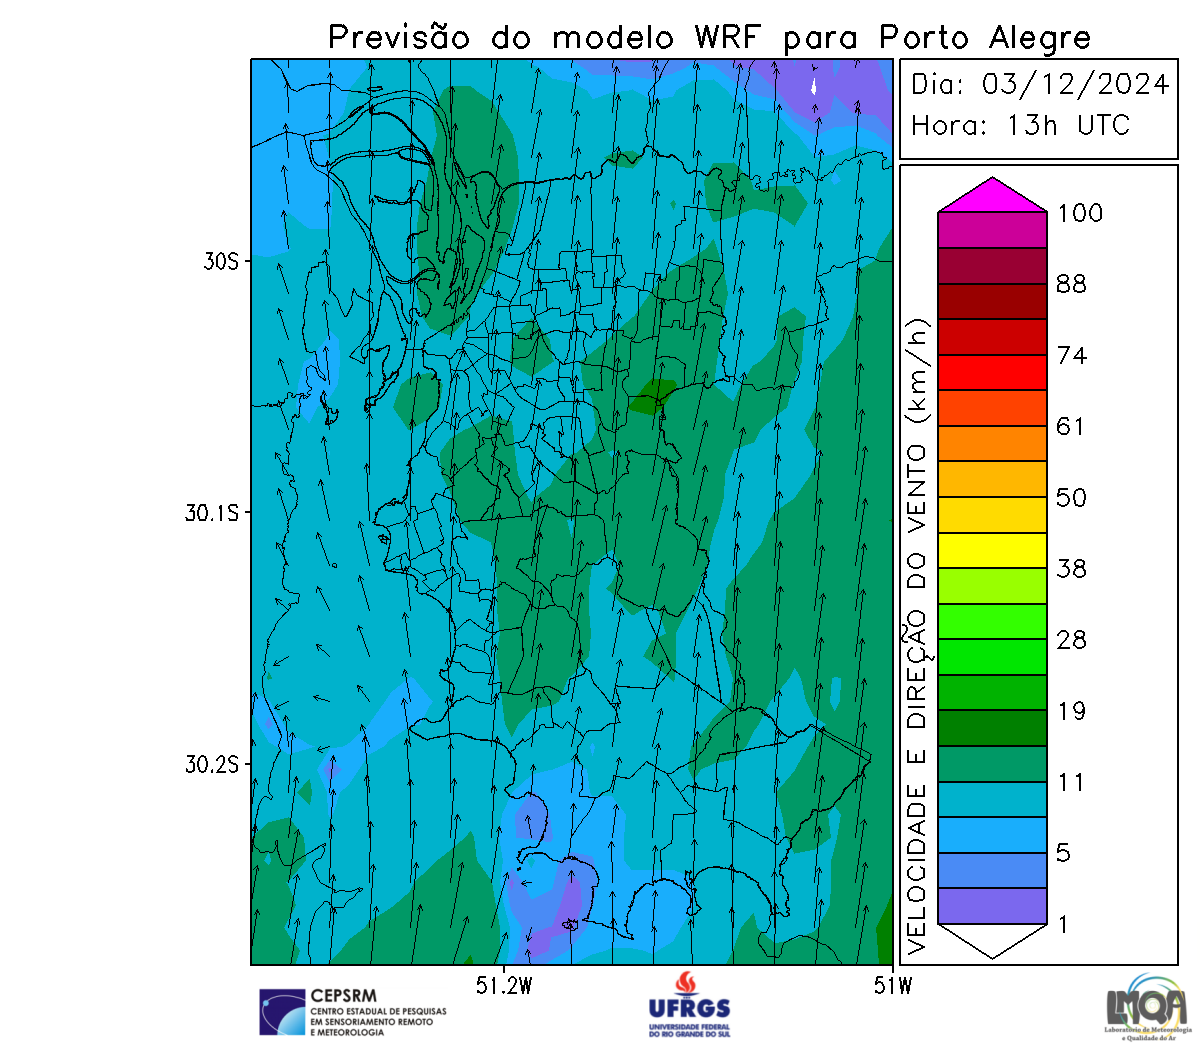 Previsão do modelo WRF para Porto Alegre
Dia: 03/12/2024
Hora: 13h UTC
100
88
74
61
50
38
28
19
11
5
1
VELOCIDADE E DIREÇÃO DO VENTO (km/h)
30S
30.1S
30.2S
51.2W
51W
CEPSRM
CENTRO ESTADUAL DE PESQUISAS
EM SENSORIAMENTO REMOTO
E METEOROLOGIA
UFRGS
UNIVERSIDADE FEDERAL
DO RIO GRANDE DO SUL
LMQA
Laboratório de Meteorologia
e Qualidade do Ar